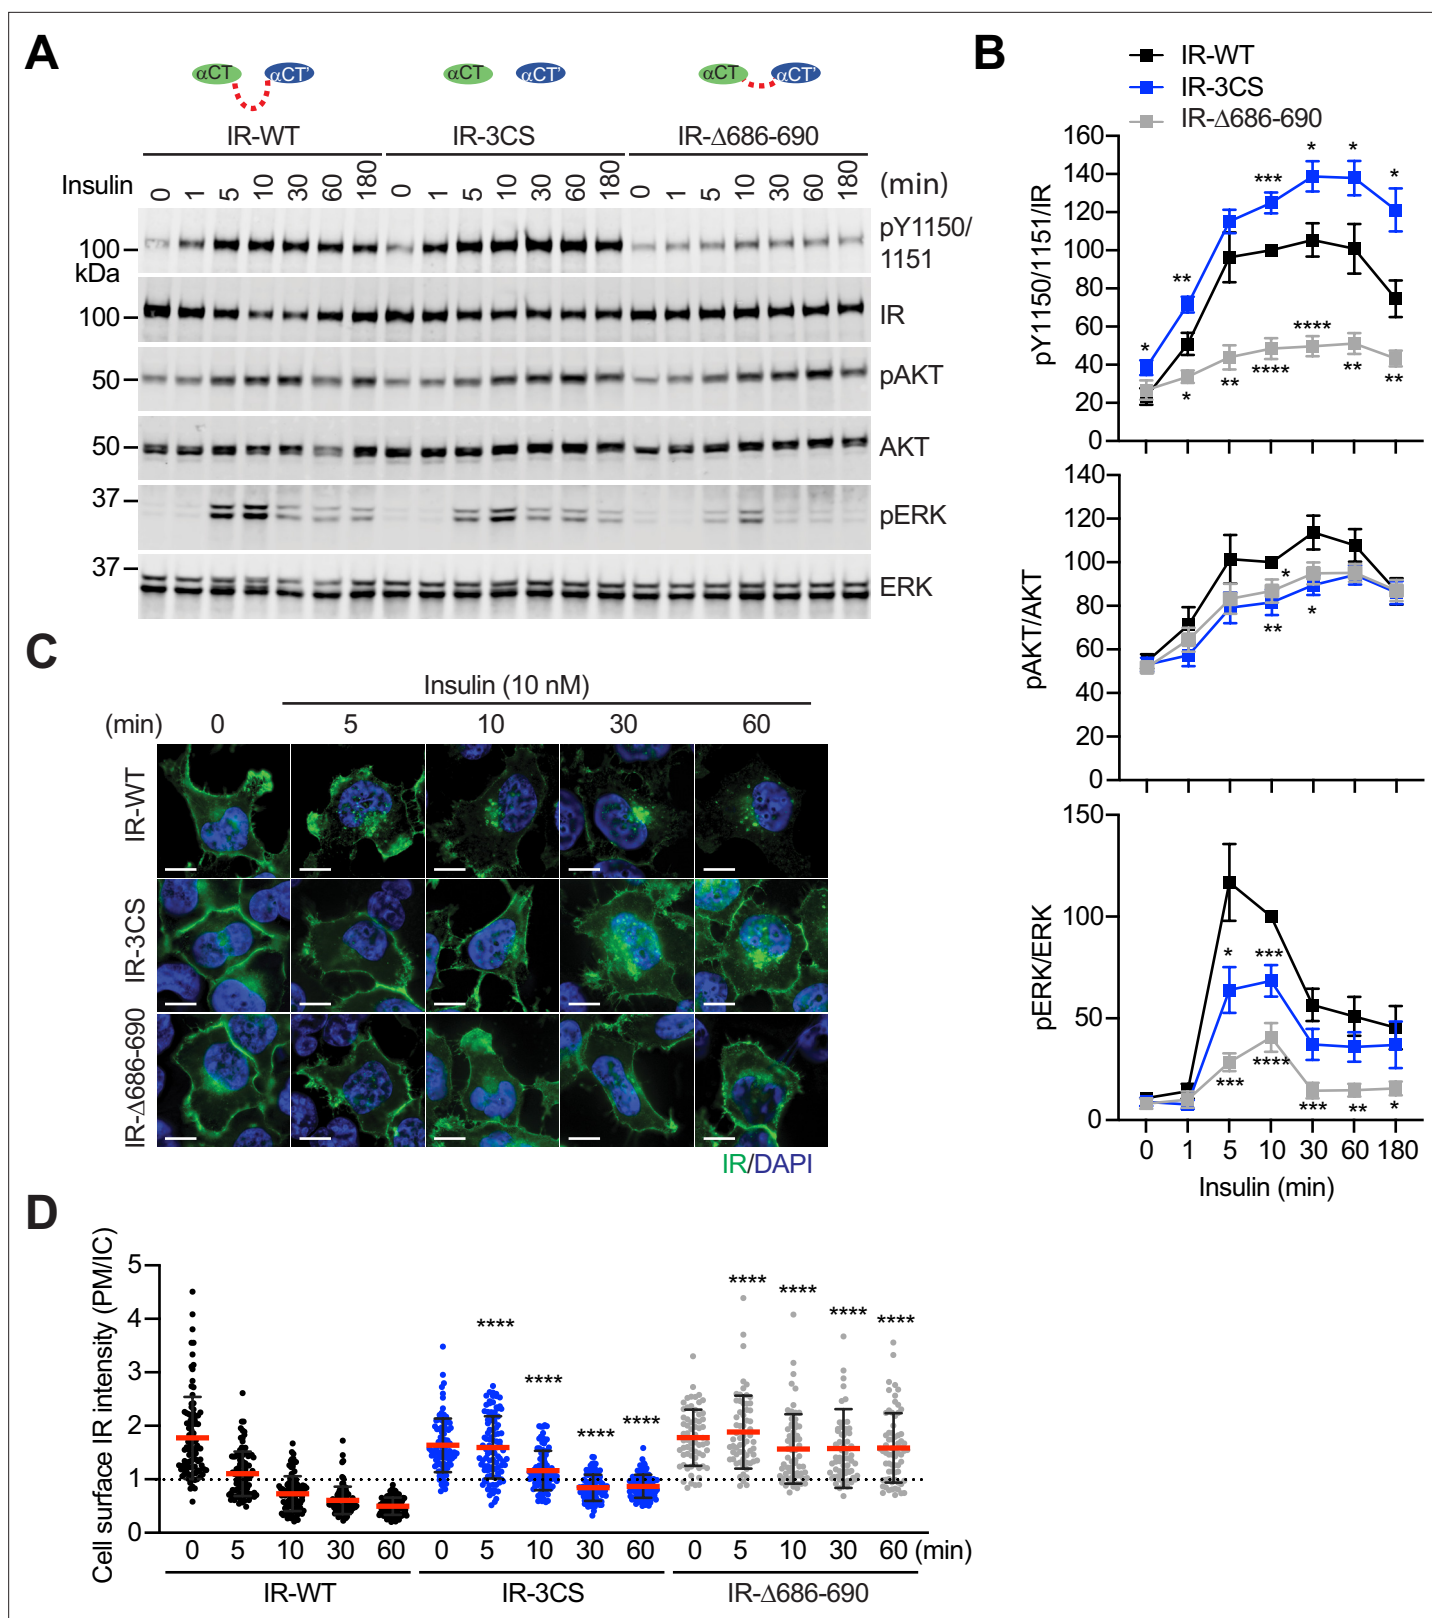 A
αCT αCT' αCT αCT' αCT αCT'
IR-WT IR-3CS IR-Δ686-690
Insulin 0 1 5 10 30 60 180 0 1 5 10 30 60 180 0 1 5 10 30 60 180 (min)
100
kDa
pY1150/
1151
100 IR
50 pAKT
50 AKT
37 pERK
37 ERK
B
IR-WT
IR-3CS
IR-Δ686-690
pY1150/1151/IR
160
140
120
100
80
60
40
20
0
* ** *** * * *
* ** **** **** ** **
pAKT/AKT
140
120
100
80
60
40
20
0
*
** *
pERK/ERK
150
100
50
0
* ***
*** **** *** ** *
0 1 5 10 30 60 180
Insulin (min)
C
Insulin (10 nM)
(min) 0 5 10 30 60
IR-WT
IR-3CS
IR-Δ686-690
IR/DAPI
D
Cell surface IR intensity (PM/IC)
5
4
3
2
1
0
**** **** **** **** **** **** **** ****
0 5 10 30 60 0 5 10 30 60 0 5 10 30 60 (min)
IR-WT IR-3CS IR-Δ686-690